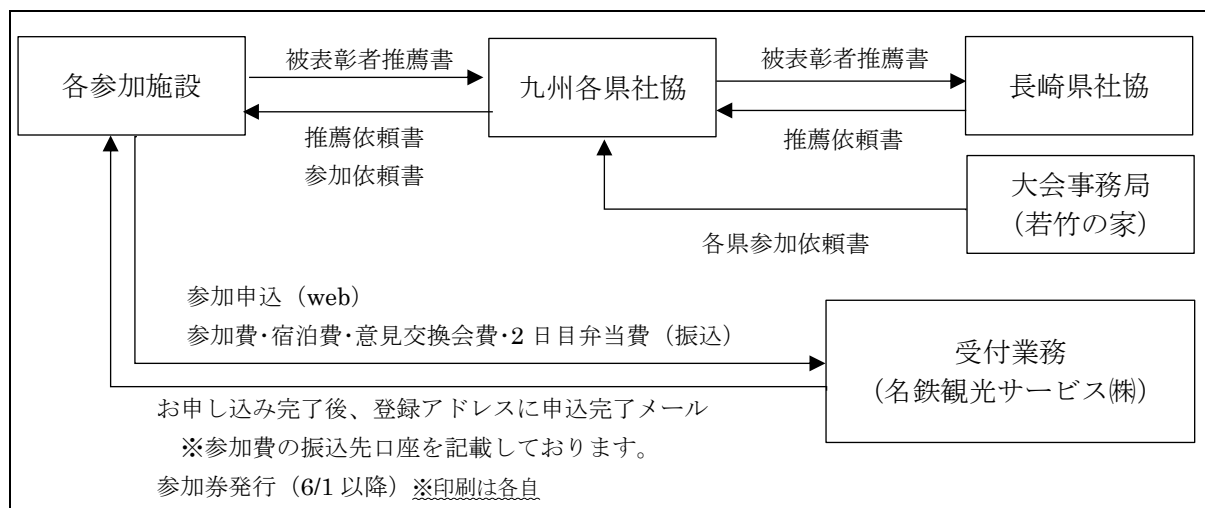 各参加施設
被表彰者推薦書
推薦依頼書
参加依頼書
九州各県社協
被表彰者推薦書
推薦依頼書
長崎県社協
大会事務局
（若竹の家）
各県参加依頼書
参加申込（web）
参加費・宿泊費・意見交換会費・2 日目弁当費（振込）
受付業務
（名鉄観光サービス㈱）
お申し込み完了後、登録アドレスに申込完了メール
※参加費の振込先口座を記載しております。
参加券発行（6/1 以降）※印刷は各自